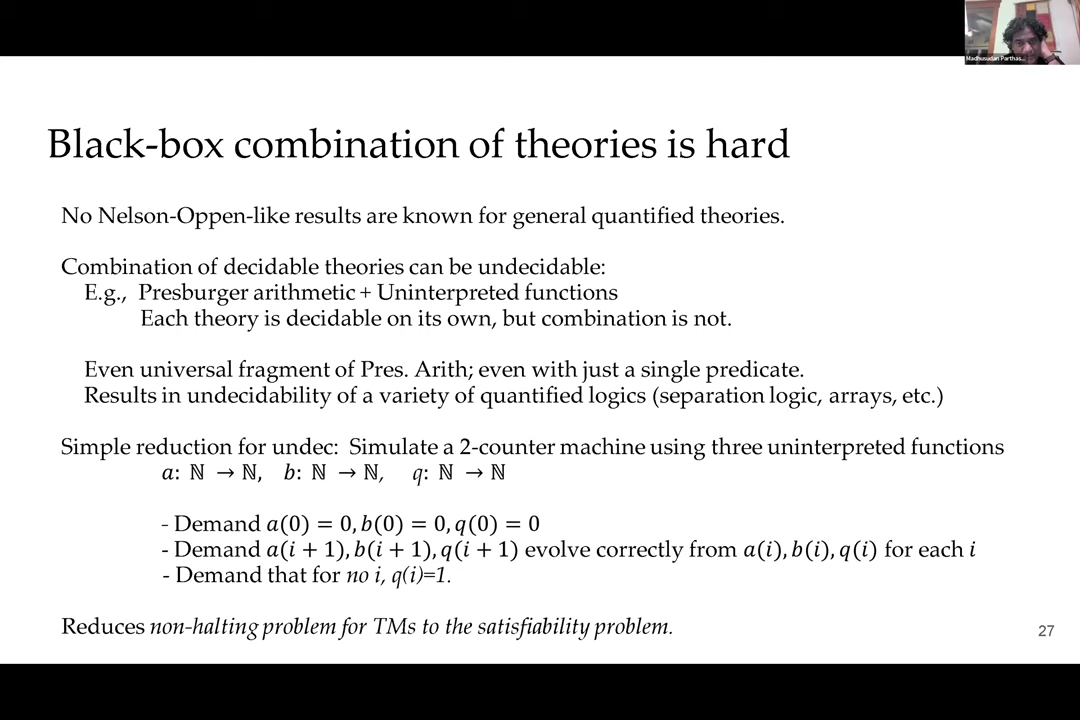 Madhusudan Parthas...
Black-box combination of theories is hard
No Nelson-Oppen-like results are known for general quantified theories.
Combination of decidable theories can be undecidable:
E.g., Presburger arithmetic + Uninterpreted functions
Each theory is decidable on its own, but combination is not.
Even universal fragment of Pres. Arith; even with just a single predicate.
Results in undecidability of a variety of quantified logics (separation logic, arrays, etc.)
Simple reduction for undec: Simulate a 2-counter machine using three uninterpreted functions
a: ℕ → ℕ, b: ℕ → ℕ, q: ℕ → ℕ
- Demand a(0) = 0, b(0) = 0, q(0) = 0
- Demand a(i + 1), b(i + 1), q(i + 1) evolve correctly from a(i), b(i), q(i) for each i
- Demand that for no i, q(i)=1.
Reduces non-halting problem for TMs to the satisfiability problem.
27